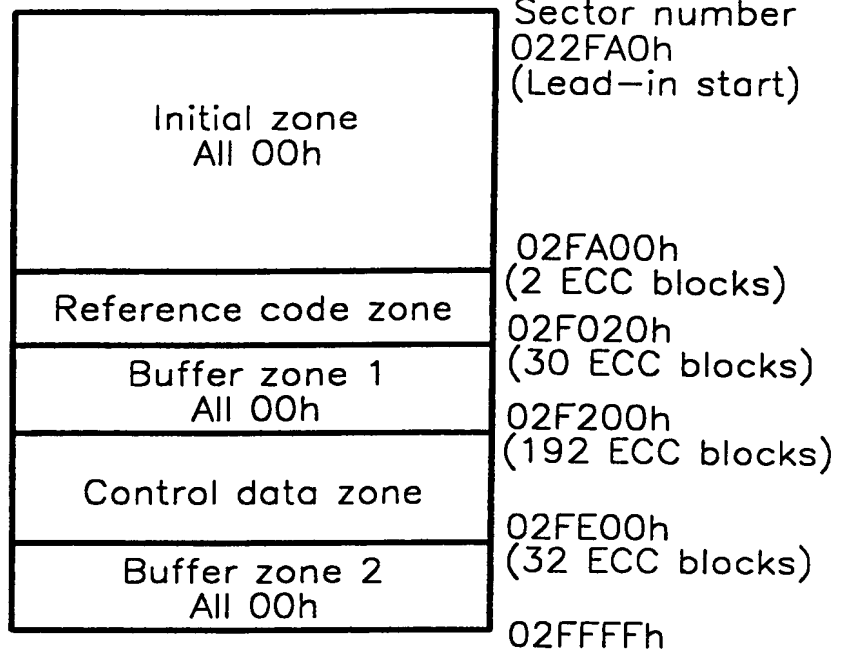 Sector number
022FA0h
(Lead-in start)
Initial zone
All 00h
02FA00h
(2 ECC blocks)
Reference code zone
02F020h
(30 ECC blocks)
Buffer zone 1
All 00h
02F200h
(192 ECC blocks)
Control data zone
02FE00h
(32 ECC blocks)
Buffer zone 2
All 00h
02FFFFh